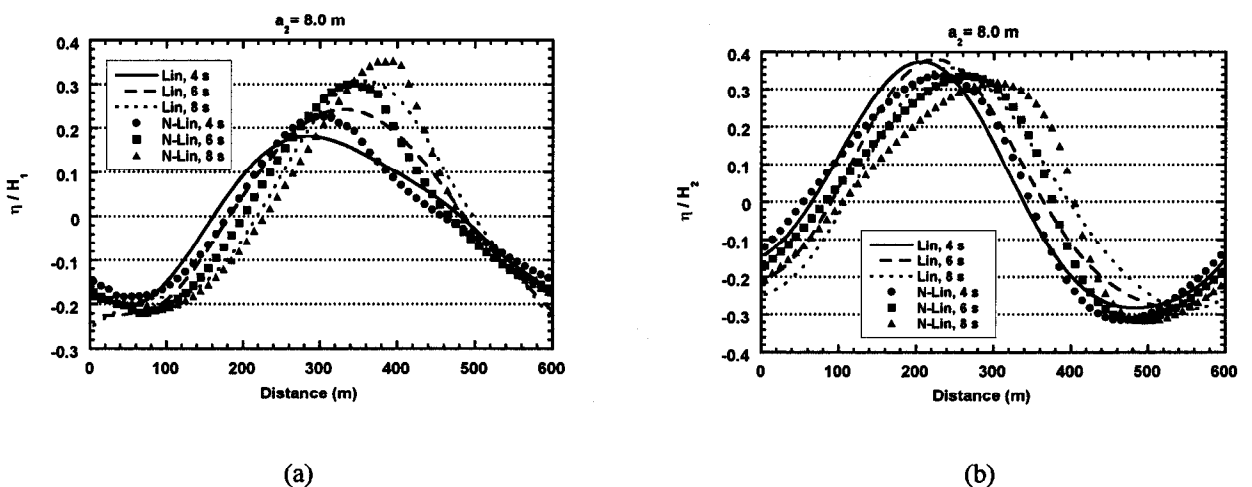 a₂= 8.0 m
0.4
0.3
0.2
0.1
0
-0.1
-0.2
-0.3
η / H₁
Lin, 4 s
Lin, 6 s
Lin, 8 s
N-Lin, 4 s
N-Lin, 6 s
N-Lin, 8 s
0 100 200 300 400 500 600
Distance (m)
(a)
a₂= 8.0 m
0.4
0.3
0.2
0.1
0
-0.1
-0.2
-0.3
-0.4
η / H₂
Lin, 4 s
Lin, 6 s
Lin, 8 s
N-Lin, 4 s
N-Lin, 6 s
N-Lin, 8 s
0 100 200 300 400 500 600
Distance (m)
(b)